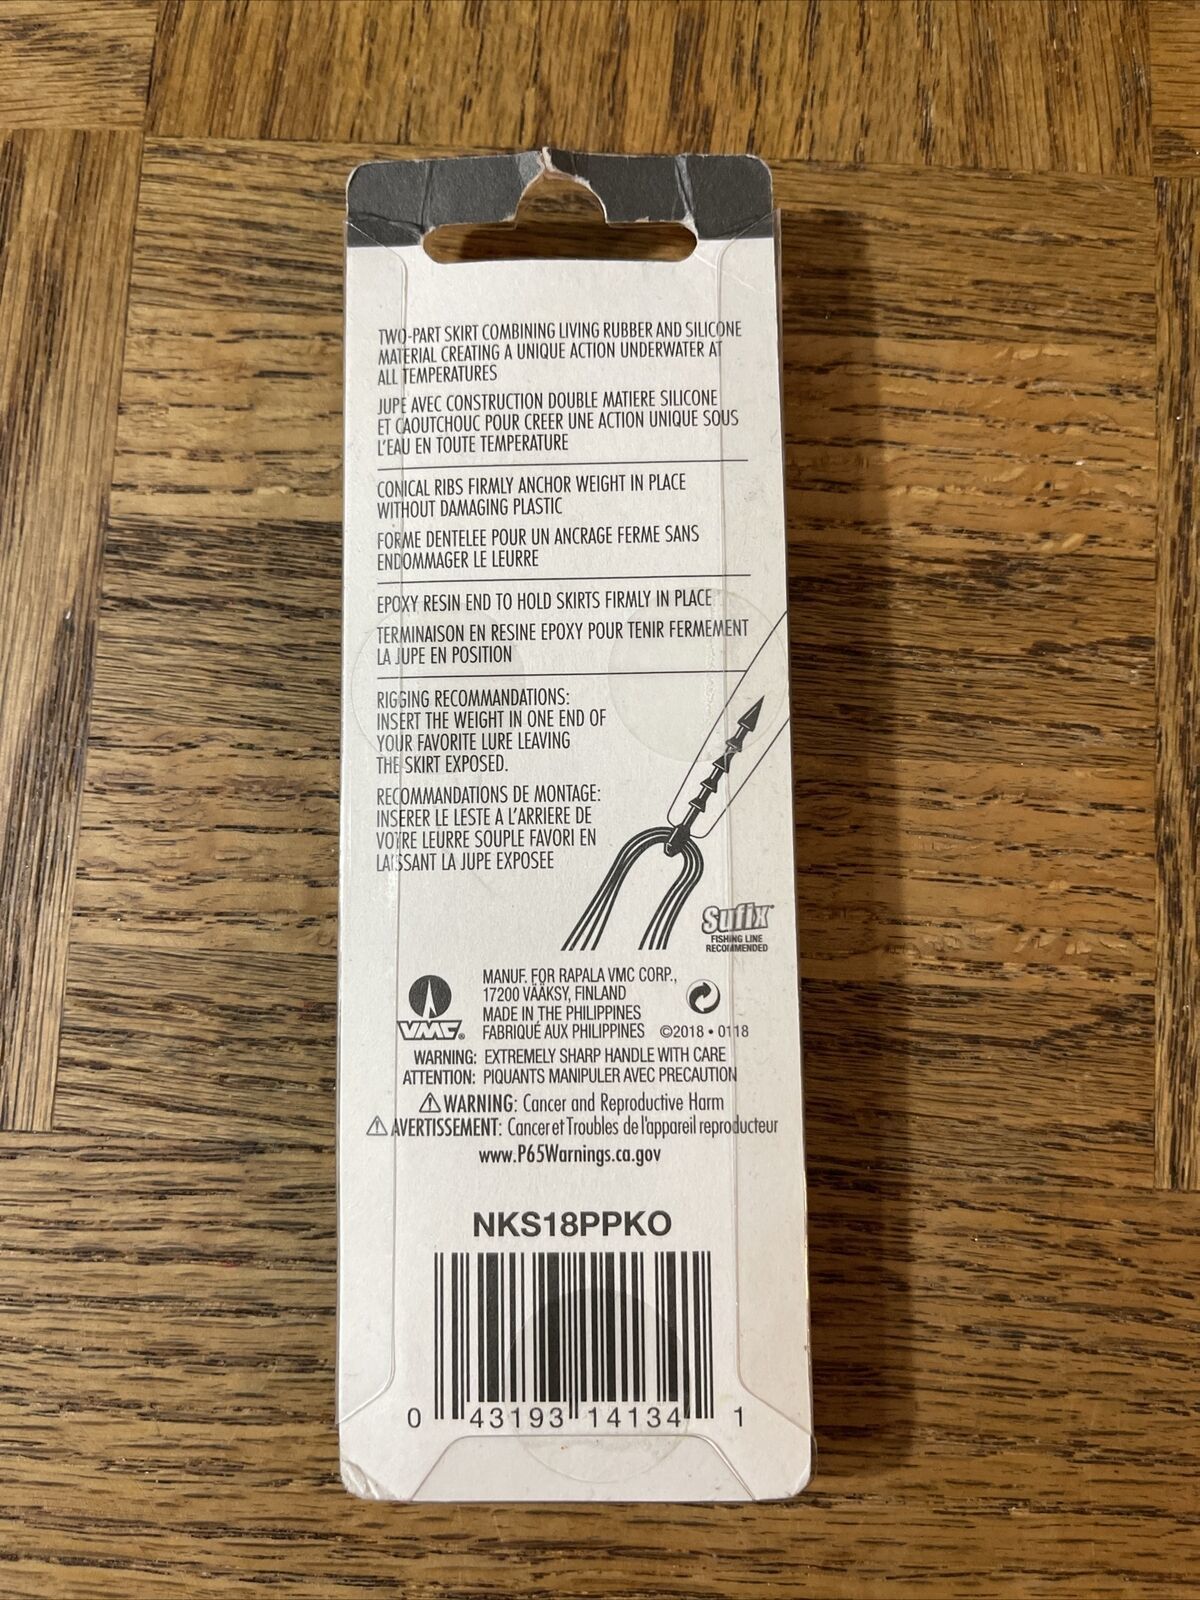 TWO-PART SKIRT COMBINING LIVING RUBBER AND SILICONE
MATERIAL CREATING A UNIQUE ACTION UNDERWATER AT
ALL TEMPERATURES
JUPE AVEC CONSTRUCTION DOUBLE MATIERE SILICONE
ET CAOUTCHOUC POUR CREER UNE ACTION UNIQUE SOUS
L'EAU EN TOUTE TEMPERATURE
CONICAL RIBS FIRMLY ANCHOR WEIGHT IN PLACE
WITHOUT DAMAGING PLASTIC
FORME DENTELEE POUR UN ANCRAGE FERME SANS
ENDOMMAGER LE LEURRE
EPOXY RESIN END TO HOLD SKIRTS FIRMLY IN PLACE
TERMINAISON EN RESINE EPOXY POUR TENIR FERMEMENT
LA JUPE EN POSITION
RIGGING RECOMMANDATIONS:
INSERT THE WEIGHT IN ONE END OF
YOUR FAVORITE LURE LEAVING
THE SKIRT EXPOSED.
RECOMMANDATIONS DE MONTAGE:
INSERER LE LESTE A L'ARRIERE DE
VOTRE LEURRE SOUPLE FAVORI EN
LAISSANT LA JUPE EXPOSEE
Sufix
FISHING LINE
RECOMMENDED
VMC®
MANUF. FOR RAPALA VMC CORP.,
17200 VÄÄKSY, FINLAND
MADE IN THE PHILIPPINES
FABRIQUÉ AUX PHILIPPINES ©2018 • 0118
WARNING: EXTREMELY SHARP HANDLE WITH CARE
ATTENTION: PIQUANTS MANIPULER AVEC PRECAUTION
⚠ WARNING: Cancer and Reproductive Harm
⚠ AVERTISSEMENT: Cancer et Troubles de l'appareil reproducteur
www.P65Warnings.ca.gov
NKS18PPKO
0 43193 14134 1